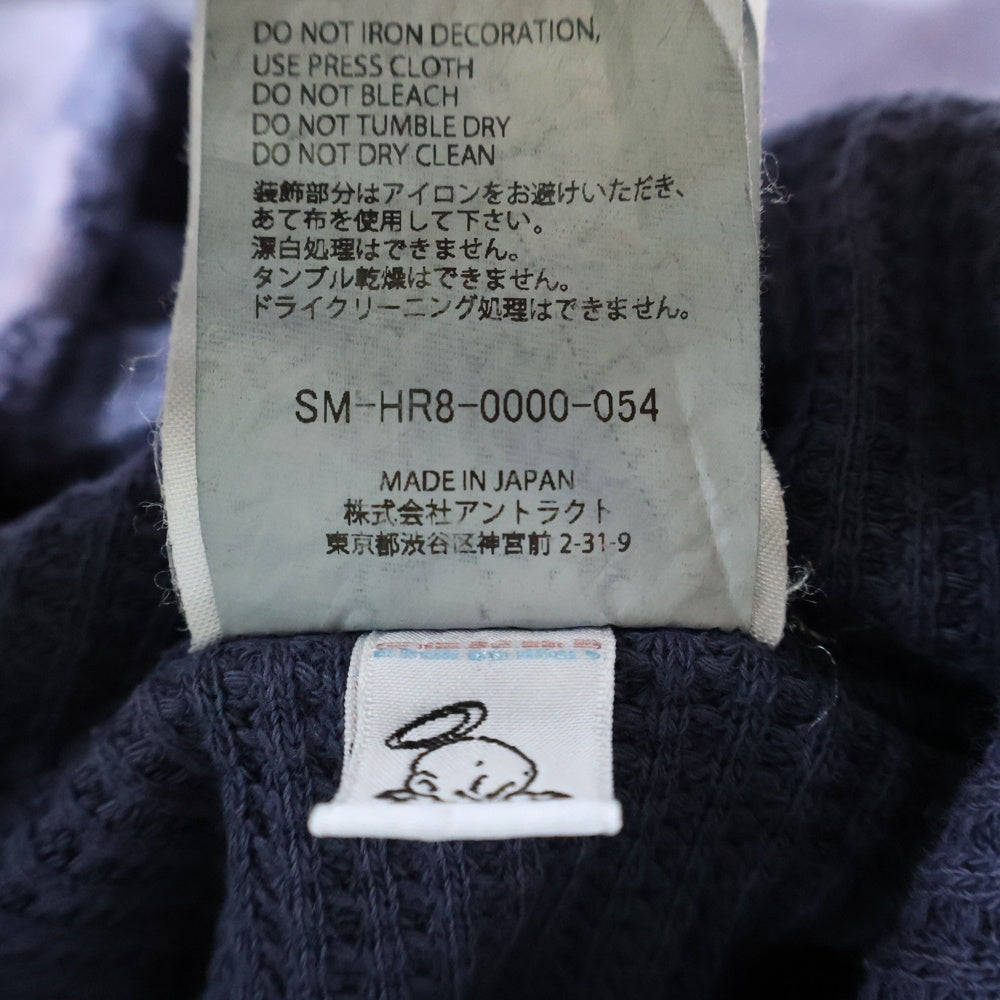 DO NOT IRON DECORATION,
USE PRESS CLOTH
DO NOT BLEACH
DO NOT TUMBLE DRY
DO NOT DRY CLEAN
装飾部分はアイロンをお避けいただき、
あて布を使用して下さい。
漂白処理はできません。
タンブル乾燥はできません。
ドライクリーニング処理はできません。
SM-HR8-0000-054
MADE IN JAPAN
株式会社アントラクト
東京都渋谷区神宮前 2-31-9